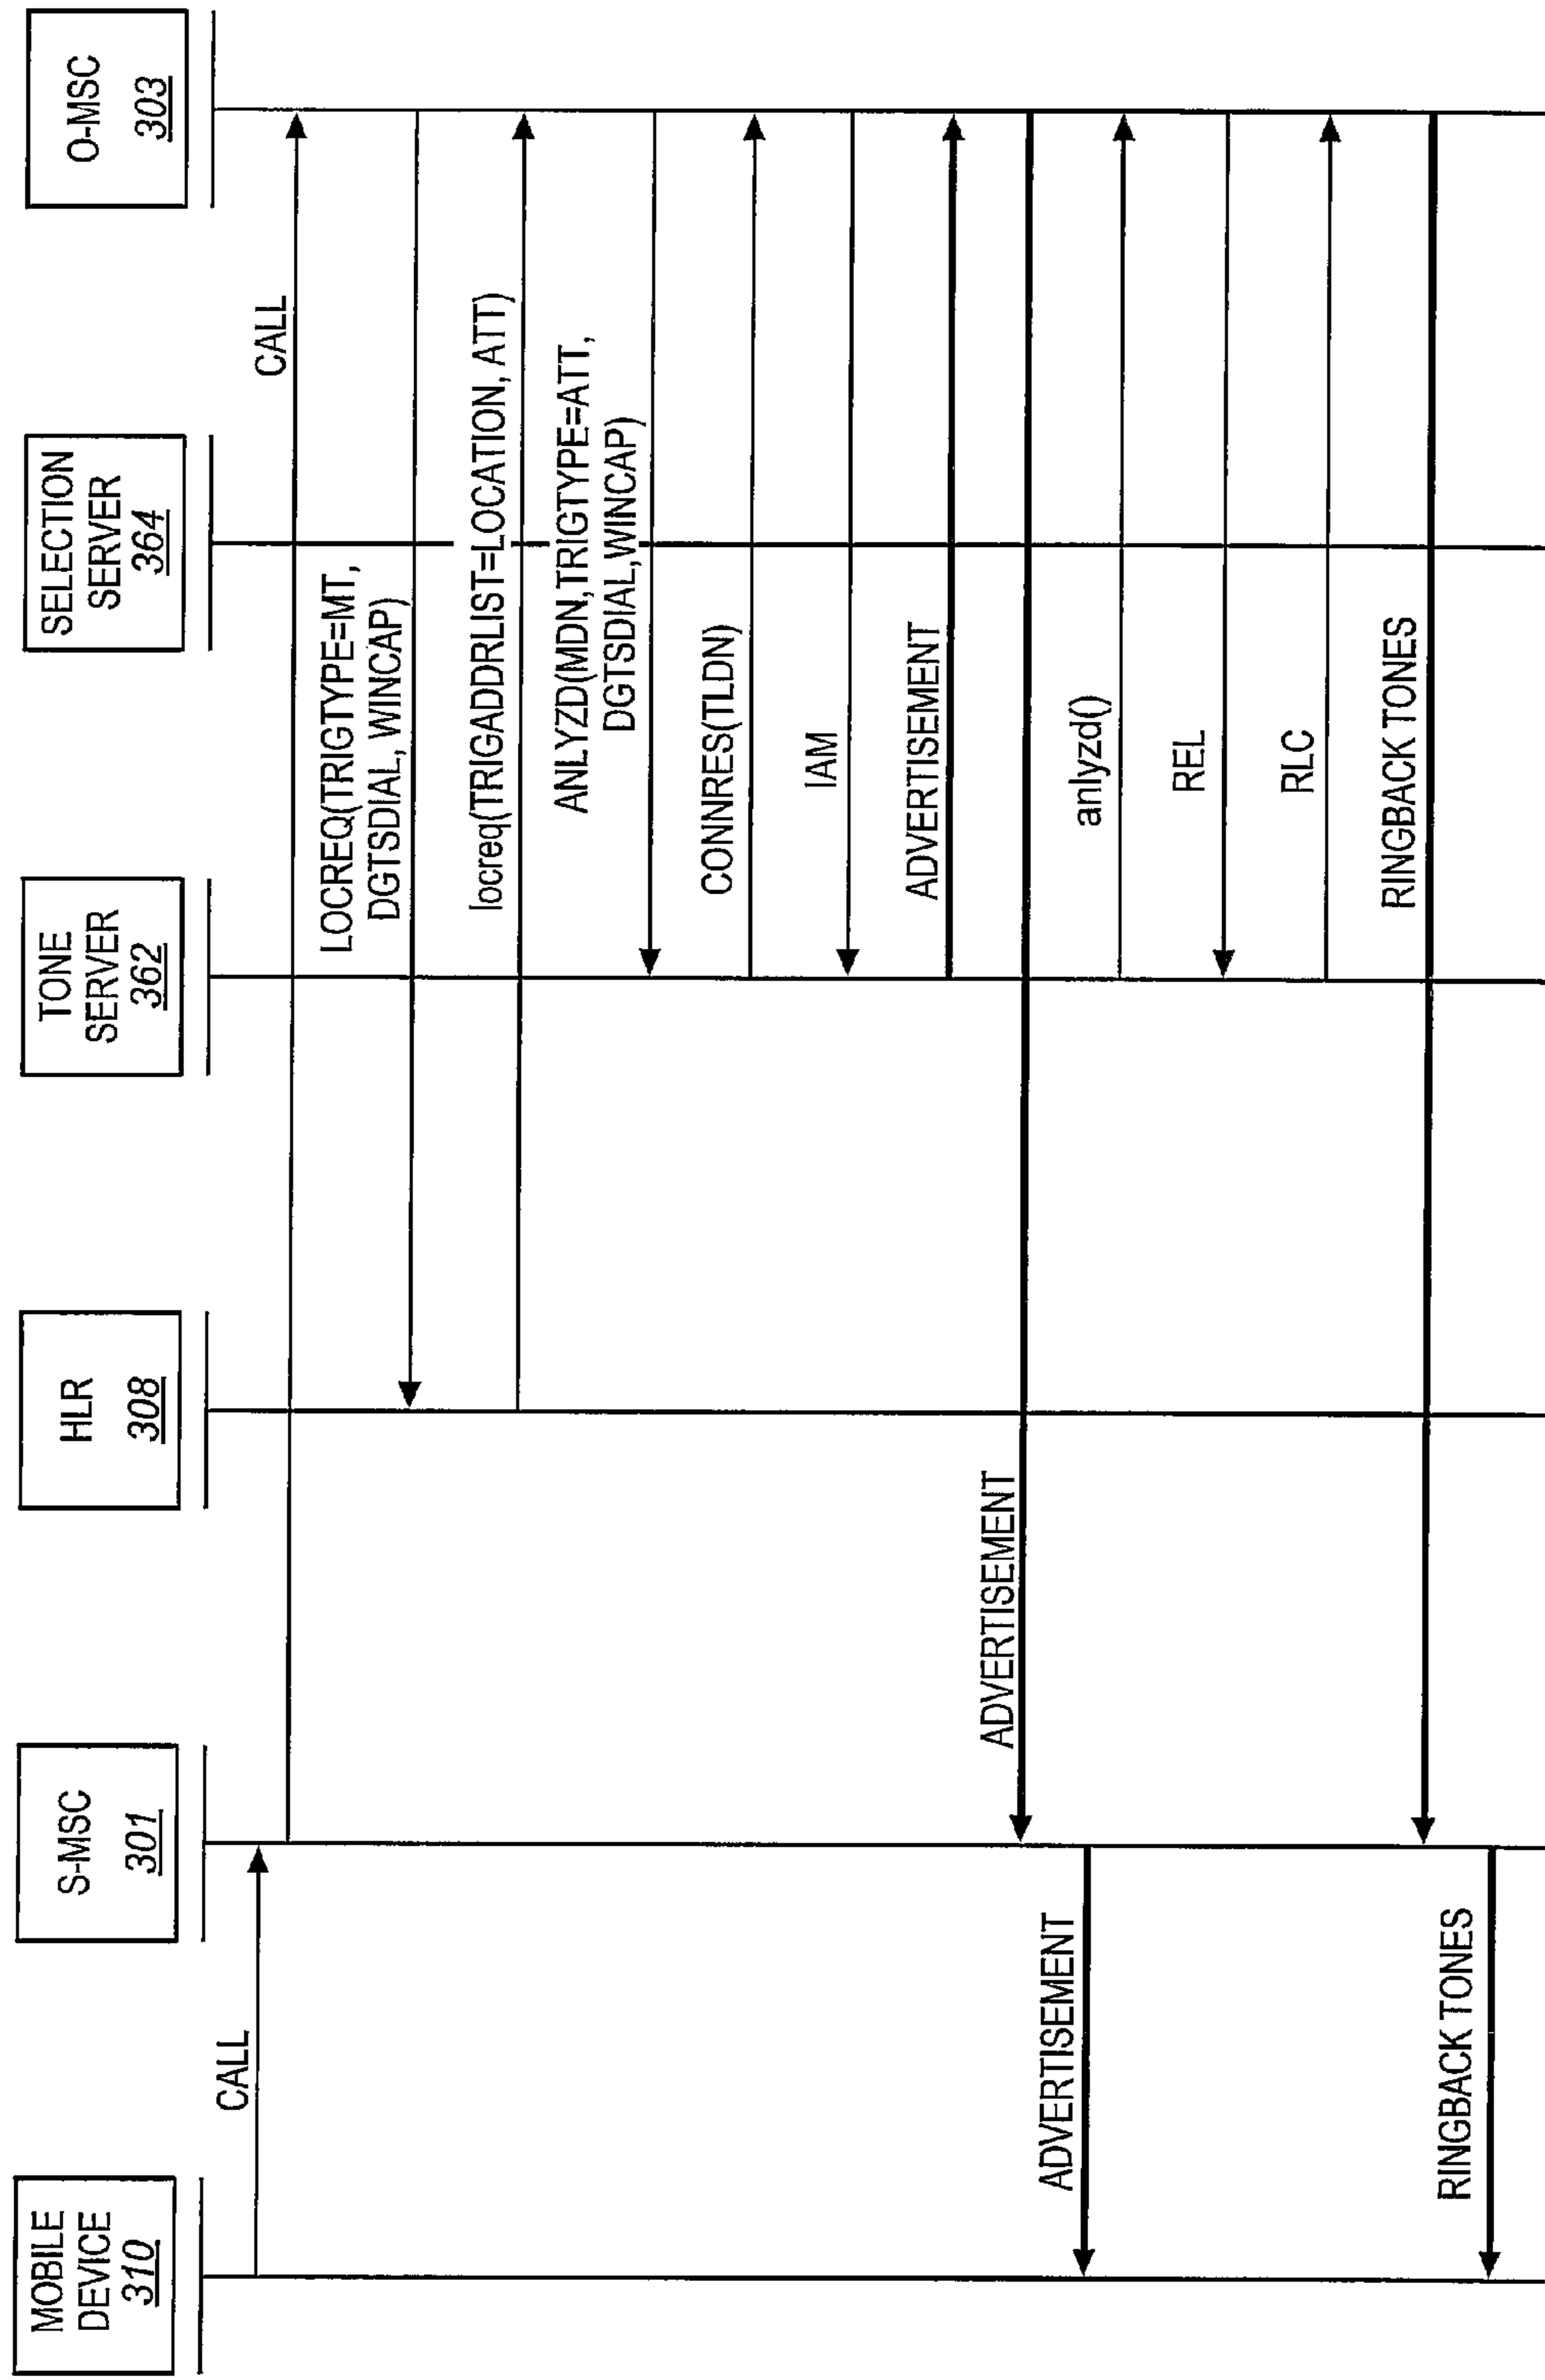 MOBILE
DEVICE
310
S-MSC
301
HLR
308
TONE
SERVER
362
SELECTION
SERVER
364
O-MSC
303
CALL
CALL
LOCREQ(TRIGTYPE=MT,
DGTSDIAL, WINCAP)
locreq(TRIGADDRLIST=LOCATION, ATT)
ANLYZD(MDN,TRIGTYPE=ATT,
DGTSDIAL,WINCAP)
CONNRES(TLDN)
IAM
ADVERTISEMENT
ADVERTISEMENT
ADVERTISEMENT
anlyzd()
REL
RLC
RINGBACK TONES
RINGBACK TONES